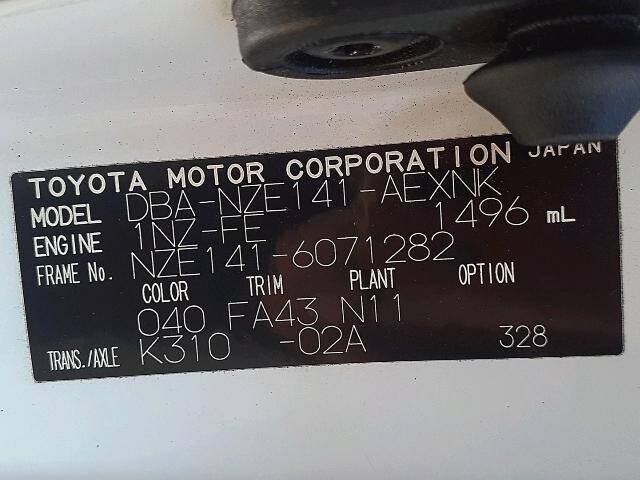 TOYOTA MOTOR CORPORATION JAPAN
MODEL DBA-NZE141-AEXNK
ENGINE 1NZ-FE 1496 mL
FRAME No. NZE141-6071282
COLOR TRIM PLANT OPTION
040 FA43 N11
TRANS./AXLE K310 -02A 328